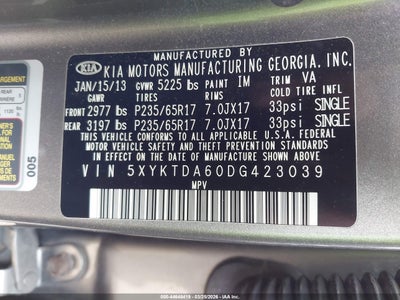 MANUFACTURED BY
KIA KIA MOTORS MANUFACTURING GEORGIA. INC.
JAN/15/13 GVWR 5225 lbs PAINT IM TRIM VA
GAWR TIRES RIMS COLD TIRE INFL
FRONT 2977 lbs P235/65R17 7.0JX17 33psi SINGLE
REAR 3197 lbs P235/65R17 7.0JX17 33psi SINGLE
THIS VEHICLE CONFORMS TO ALL APPLICABLE U.S.A. FEDERAL
MOTOR VEHICLE SAFETY AND THEFT PREVENTION STANDARDS
IN EFFECT ON THE DATE OF MANUFACTURE SHOWN ABOVE
VIN 5XYKTDA60DG423039
MPV
005